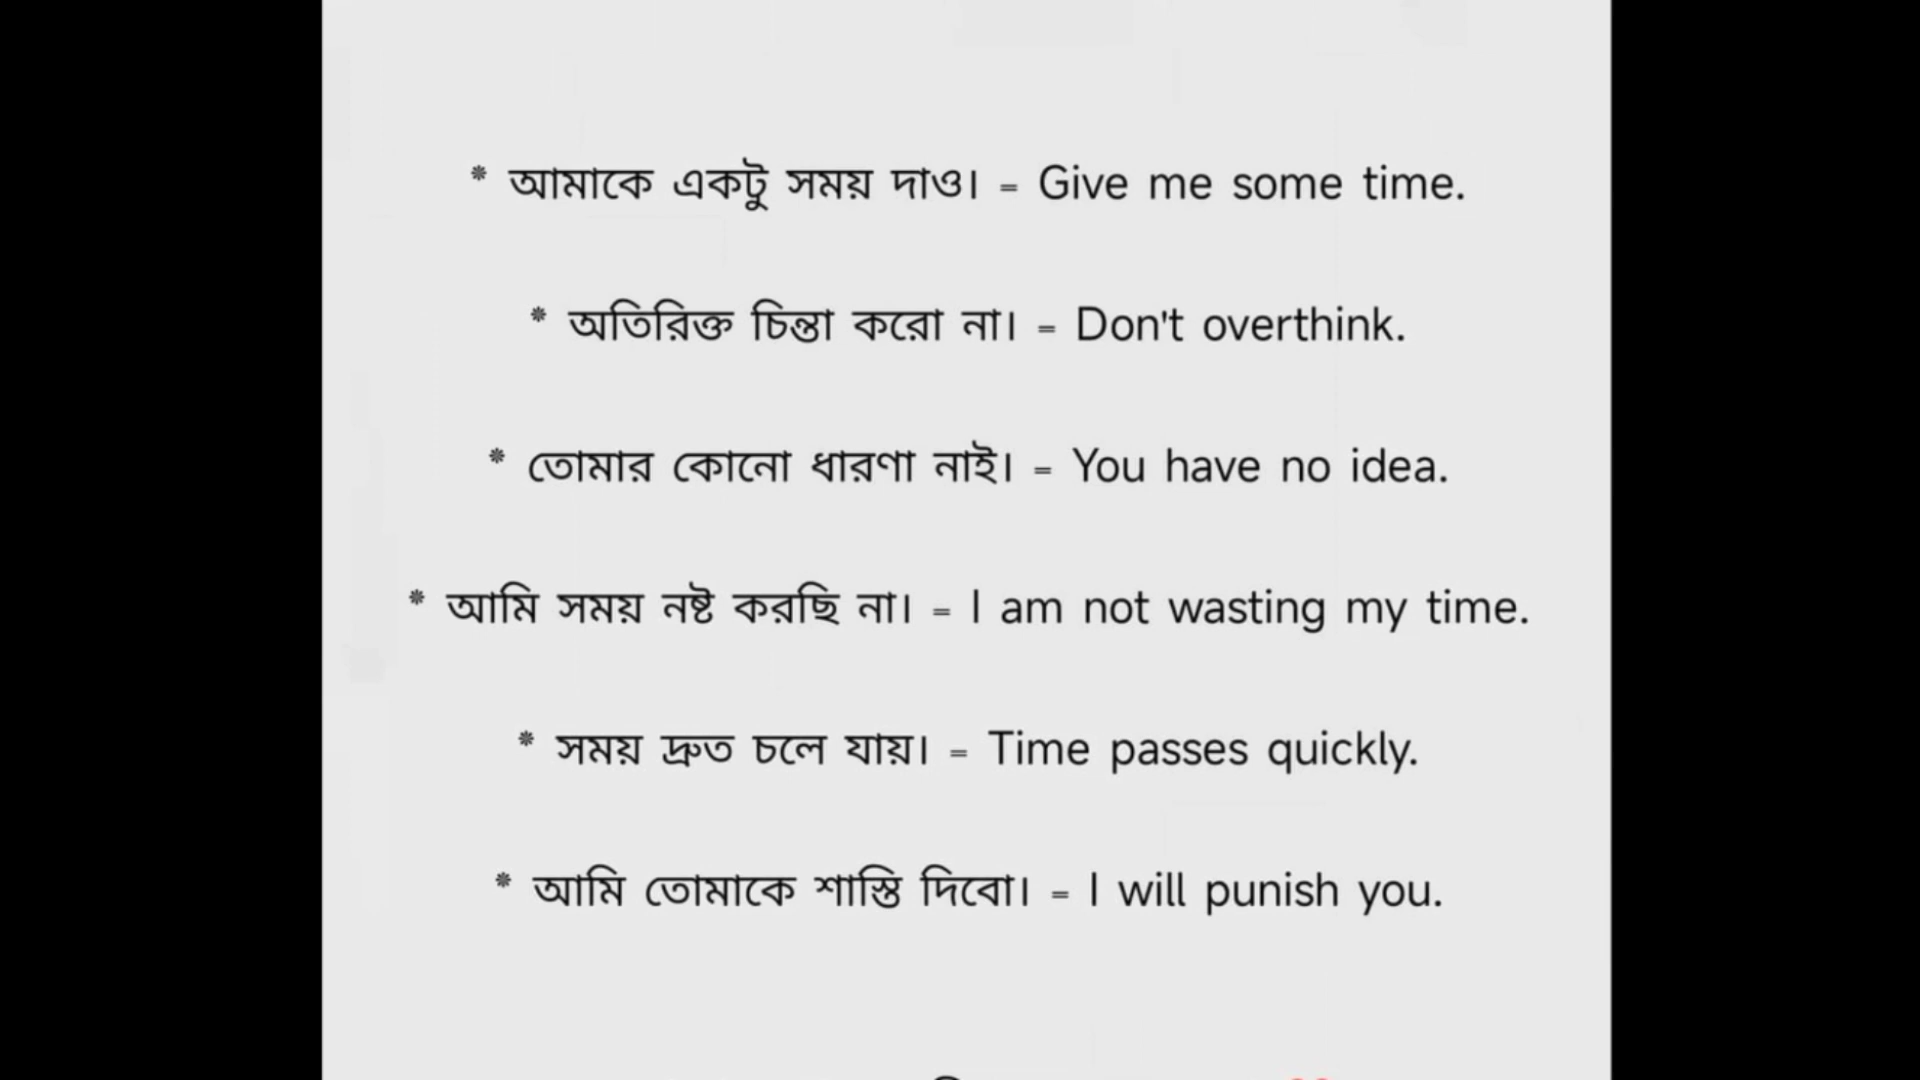 * আমাকে একটু সময় দাও। = Give me some time.
* অতিরিক্ত চিন্তা করো না। = Don't overthink.
* তোমার কোনো ধারণা নাই। = You have no idea.
* আমি সময় নষ্ট করছি না। = I am not wasting my time.
* সময় দ্রুত চলে যায়। = Time passes quickly.
* আমি তোমাকে শাস্তি দিবো। = I will punish you.